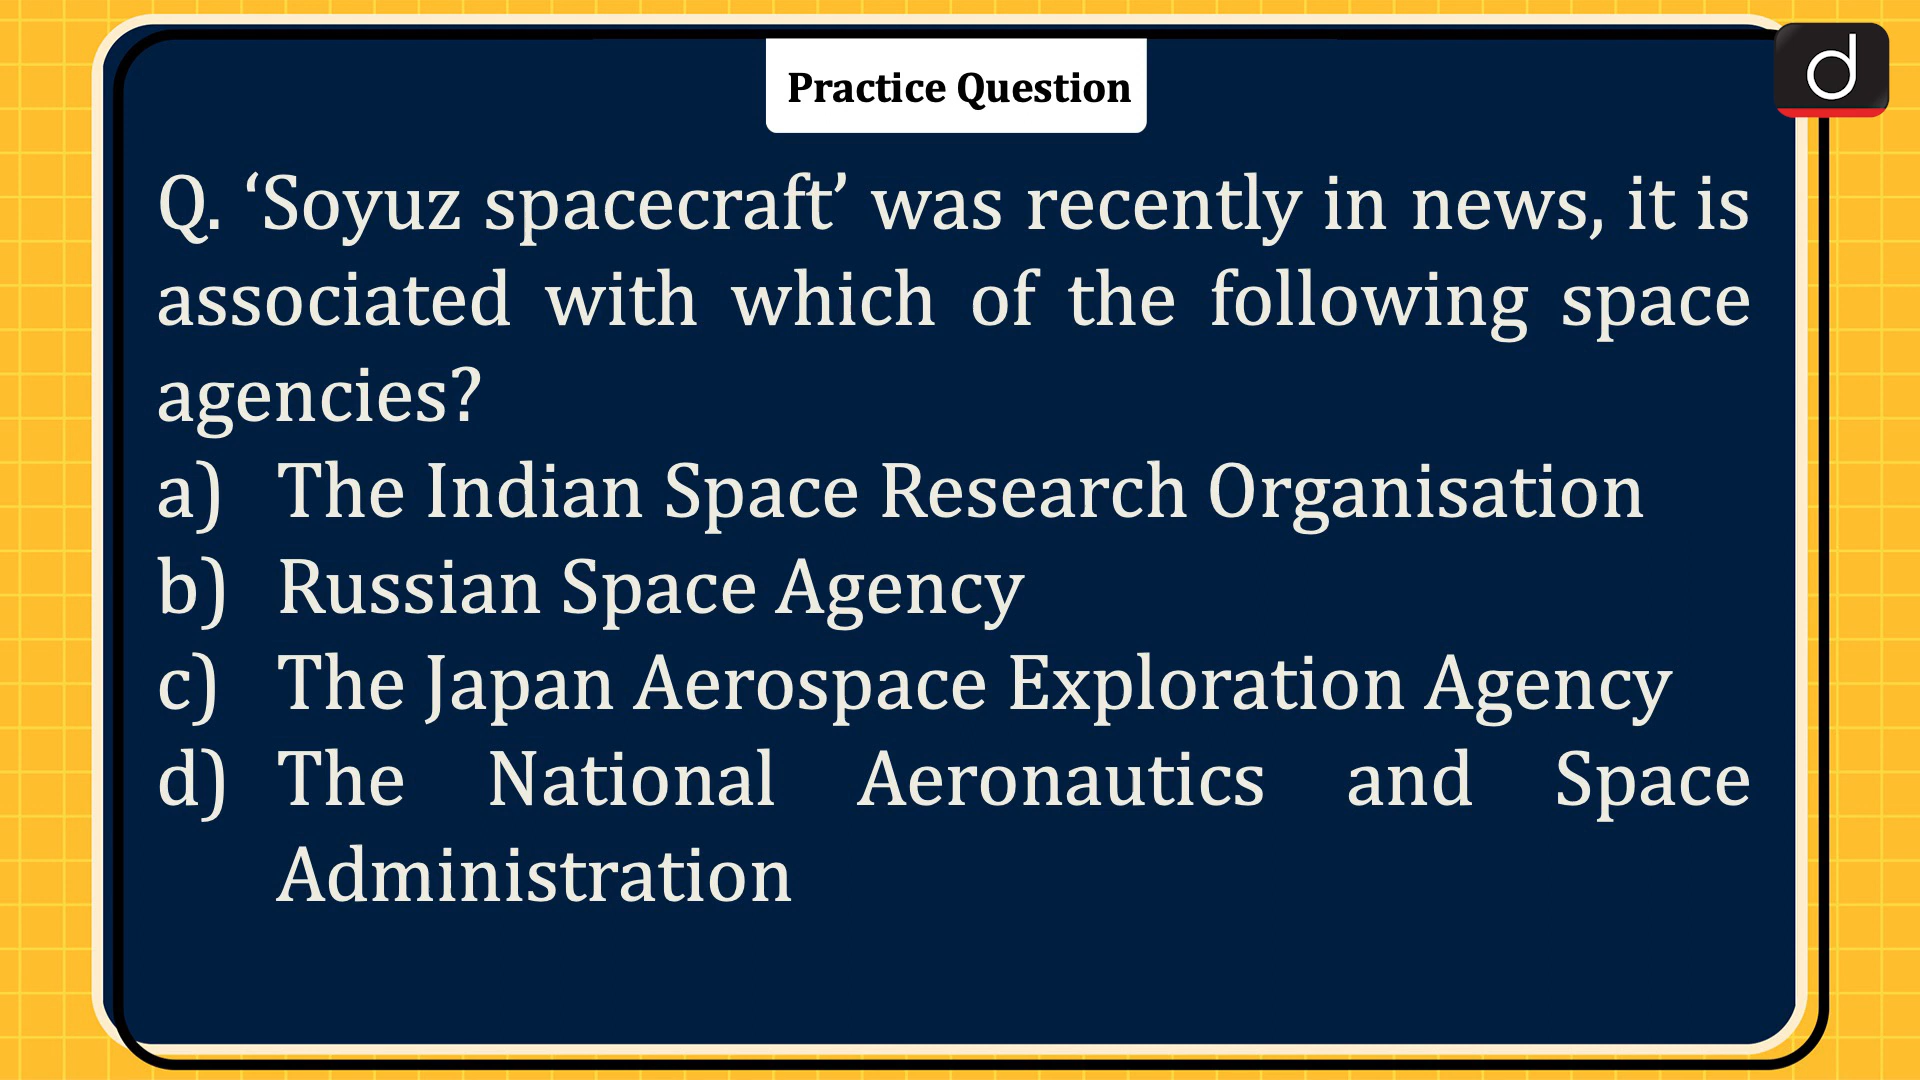 Practice Question
Q. ‘Soyuz spacecraft’ was recently in news, it is
associated with which of the following space
agencies?
a) The Indian Space Research Organisation
b) Russian Space Agency
c) The Japan Aerospace Exploration Agency
d) The National Aeronautics and Space
Administration
d